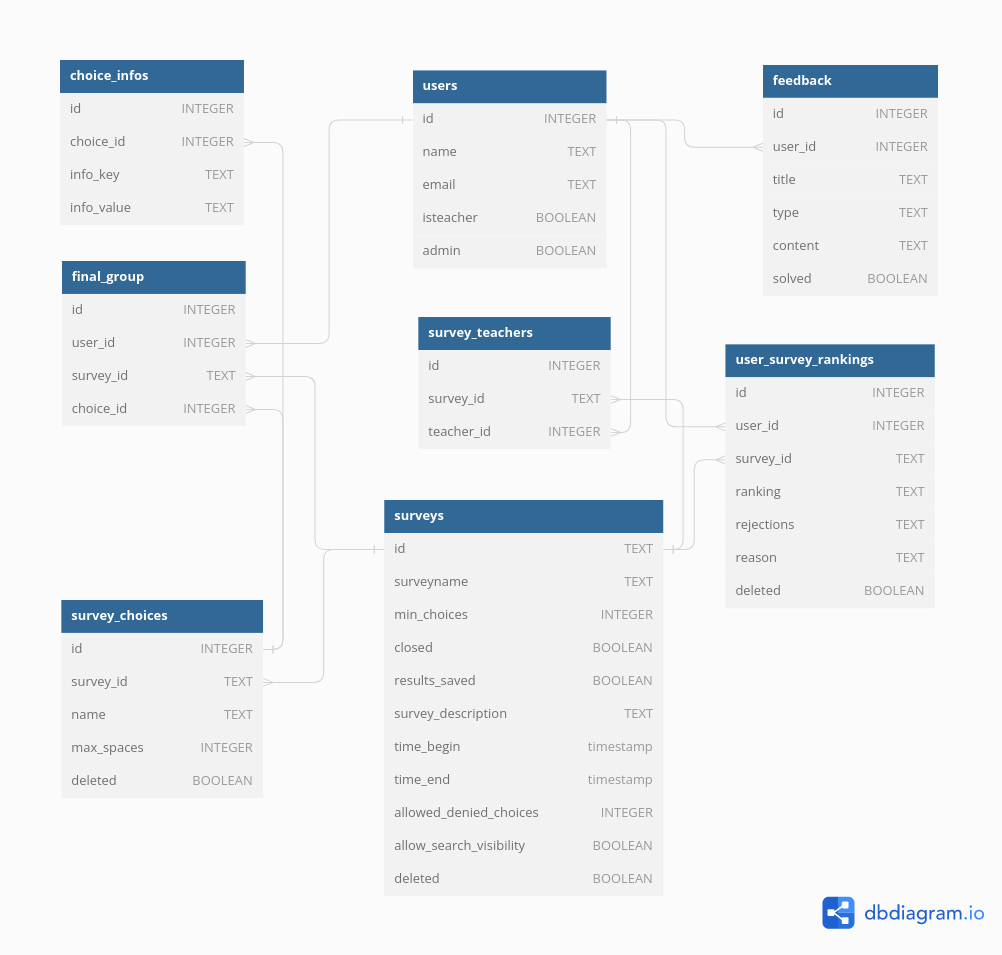 choice_infos
id INTEGER
choice_id INTEGER
info_key TEXT
info_value TEXT
users
id INTEGER
name TEXT
email TEXT
isteacher BOOLEAN
admin BOOLEAN
feedback
id INTEGER
user_id INTEGER
title TEXT
type TEXT
content TEXT
solved BOOLEAN
final_group
id INTEGER
user_id INTEGER
survey_id TEXT
choice_id INTEGER
survey_teachers
id INTEGER
survey_id TEXT
teacher_id INTEGER
user_survey_rankings
id INTEGER
user_id INTEGER
survey_id TEXT
ranking TEXT
rejections TEXT
reason TEXT
deleted BOOLEAN
surveys
id TEXT
surveyname TEXT
min_choices INTEGER
closed BOOLEAN
results_saved BOOLEAN
survey_description TEXT
time_begin timestamp
time_end timestamp
allowed_denied_choices INTEGER
allow_search_visibility BOOLEAN
deleted BOOLEAN
survey_choices
id INTEGER
survey_id TEXT
name TEXT
max_spaces INTEGER
deleted BOOLEAN
dbdiagram.io